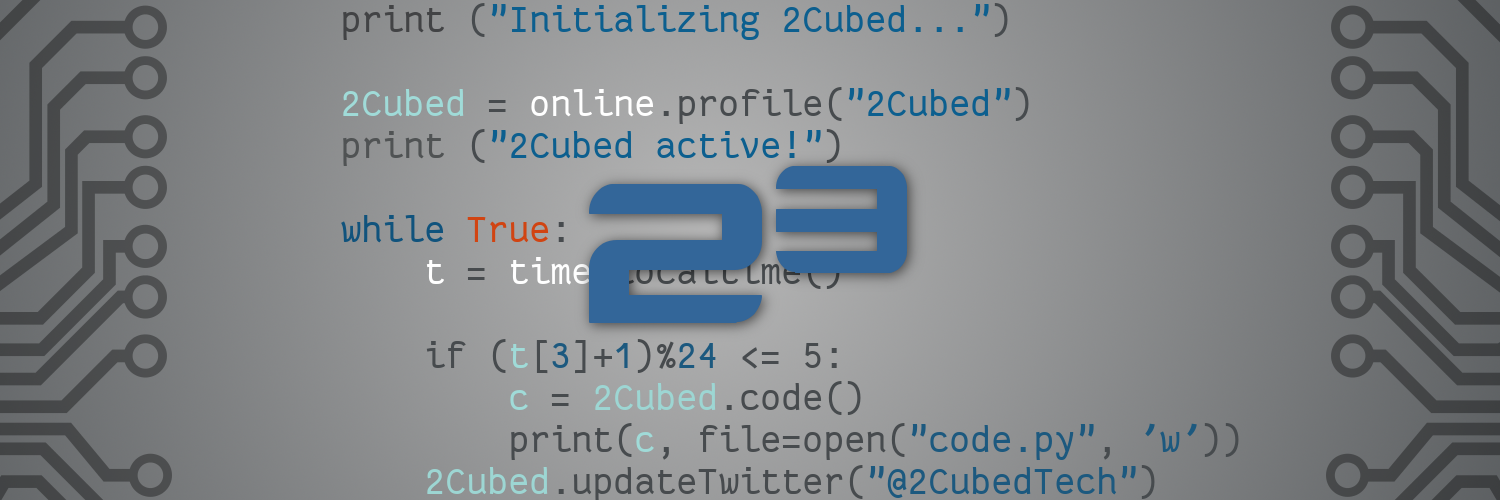 print ("Initializing 2Cubed...")
2Cubed = online.profile("2Cubed")
print ("2Cubed active!")
while True:
t = time localtime()
2³
if (t[3]+1)%24 <= 5:
c = 2Cubed.code()
print(c, file=open("code.py", 'w'))
2Cubed.updateTwitter("@2CubedTech")